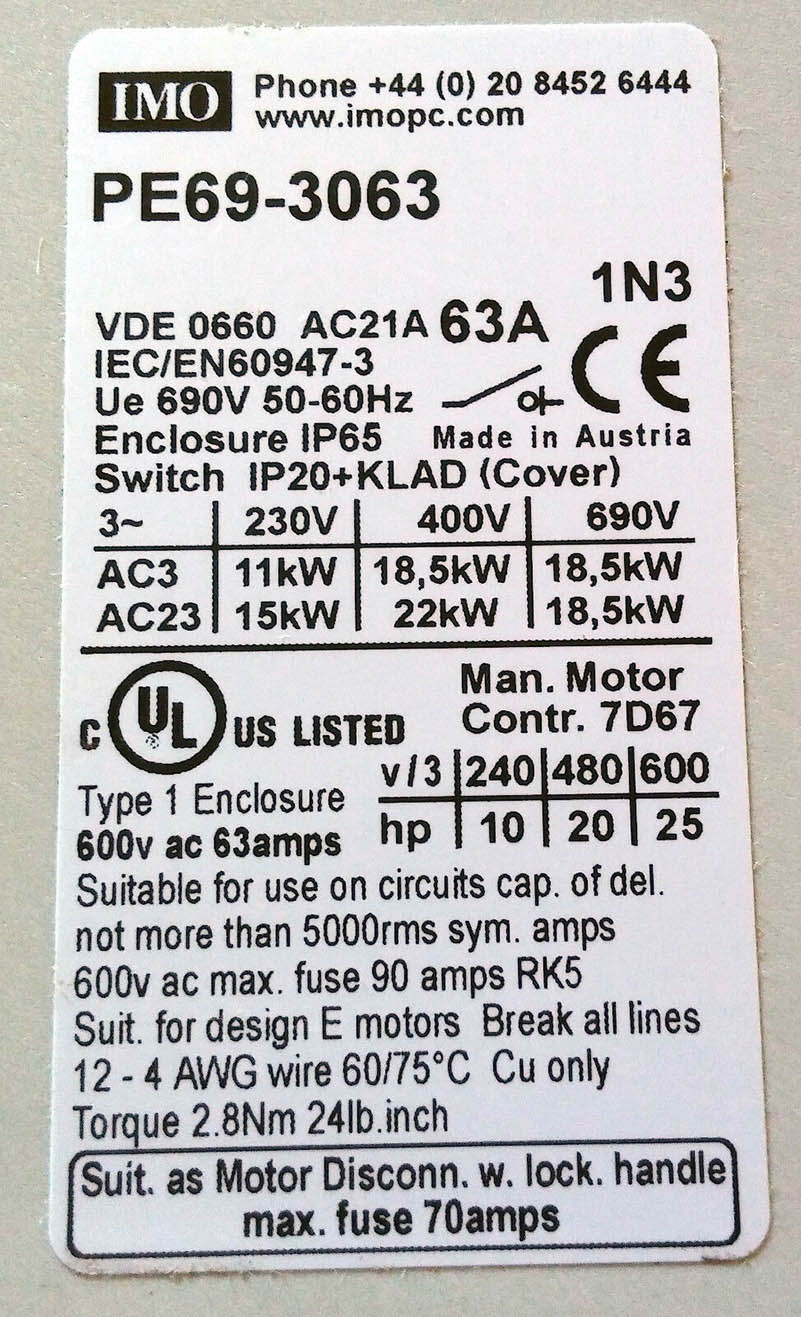 IMO Phone +44 (0) 20 8452 6444
www.imopc.com
PE69-3063
1N3
VDE 0660 AC21A 63A
IEC/EN60947-3
Ue 690V 50-60Hz
CE
Enclosure IP65 Made in Austria
Switch IP20+KLAD (Cover)
3~ 230V 400V 690V
AC3 11kW 18,5kW 18,5kW
AC23 15kW 22kW 18,5kW
Man. Motor
Contr. 7D67
C UL US LISTED
v/3 240 480 600
Type 1 Enclosure
hp 10 20 25
600v ac 63amps
Suitable for use on circuits cap. of del.
not more than 5000rms sym. amps
600v ac max. fuse 90 amps RK5
Suit. for design E motors Break all lines
12 - 4 AWG wire 60/75°C Cu only
Torque 2.8Nm 24lb.inch
Suit. as Motor Disconn. w. lock. handle
max. fuse 70amps